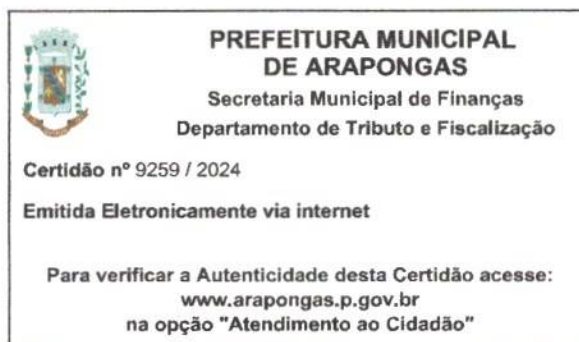 PREFEITURA MUNICIPAL
DE ARAPONGAS
Secretaria Municipal de Finanças
Departamento de Tributo e Fiscalização
Certidão nº 9259 / 2024
Emitida Eletronicamente via internet
Para verificar a Autenticidade desta Certidão acesse:
www.arapongas.p.gov.br
na opção "Atendimento ao Cidadão"